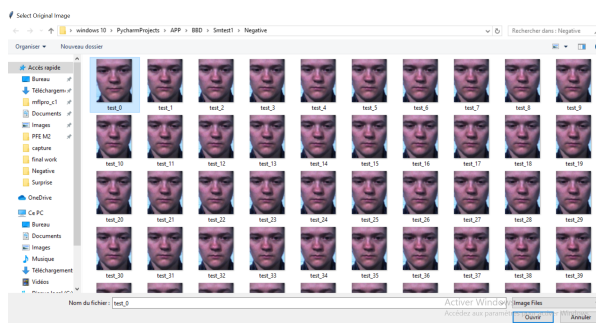 Select Original Image
windows 10 > PycharmProjects > APP > BBD > Smtest1 > Negative
Rechercher dans : Negative
Organiser
Nouveau dossier
Accès rapide
Bureau
Téléchargem
mflpro_c1
Documents
Images
PFE M2
capture
final work
Negative
Surprise
OneDrive
Ce PC
Bureau
Documents
Images
Musique
Téléchargement
Vidéos
test_0 test_1 test_2 test_3 test_4 test_5 test_6 test_7 test_8 test_9
test_10 test_11 test_12 test_13 test_14 test_15 test_16 test_17 test_18 test_19
test_20 test_21 test_22 test_23 test_24 test_25 test_26 test_27 test_28 test_29
test_30 test_31 test_32 test_33 test_34 test_35 test_36 test_37 test_38 test_39
Nom du fichier : test_0
Activer Window
Image Files
Accédez aux paramèt
Ouvrir
Annuler